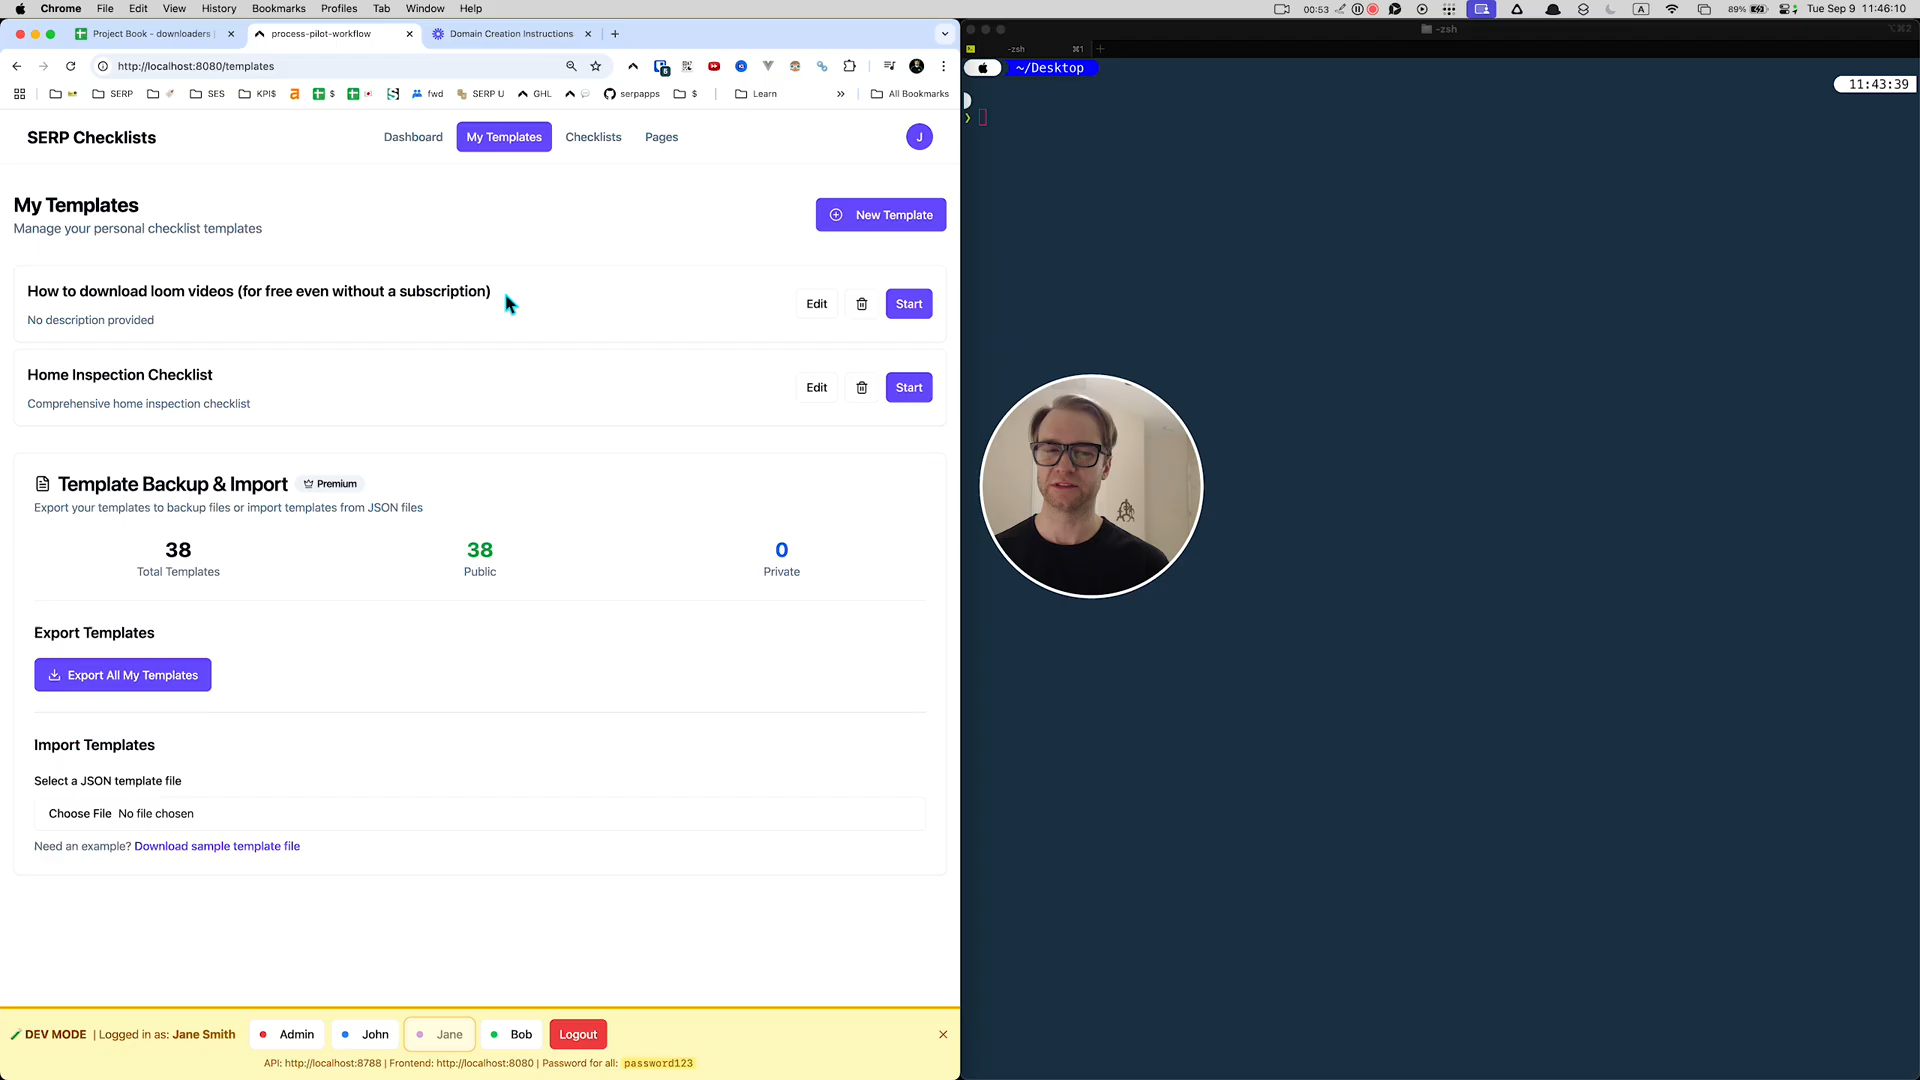 Chrome File Edit View History Bookmarks Profiles Tab Window Help 00:53 A 89% Tue Sep 9 11:46:10
Project Book - downloaders process-pilot-workflow Domain Creation Instructions
http://localhost:8080/templates
SERP SES KPI$ $ fwd SERP U GHL serpapps $ Learn » All Bookmarks
SERP Checklists Dashboard My Templates Checklists Pages J
My Templates
Manage your personal checklist templates
New Template
How to download loom videos (for free even without a subscription)
No description provided
Edit Start
Home Inspection Checklist
Comprehensive home inspection checklist
Edit Start
Template Backup & Import Premium
Export your templates to backup files or import templates from JSON files
38 38 0
Total Templates Public Private
Export Templates
Export All My Templates
Import Templates
Select a JSON template file
Choose File No file chosen
Need an example? Download sample template file
DEV MODE | Logged in as: Jane Smith Admin John Jane Bob Logout
API: http://localhost:8788 | Frontend: http://localhost:8080 | Password for all: password123
-zsh
-zsh ⌘1
~/Desktop
11:43:39